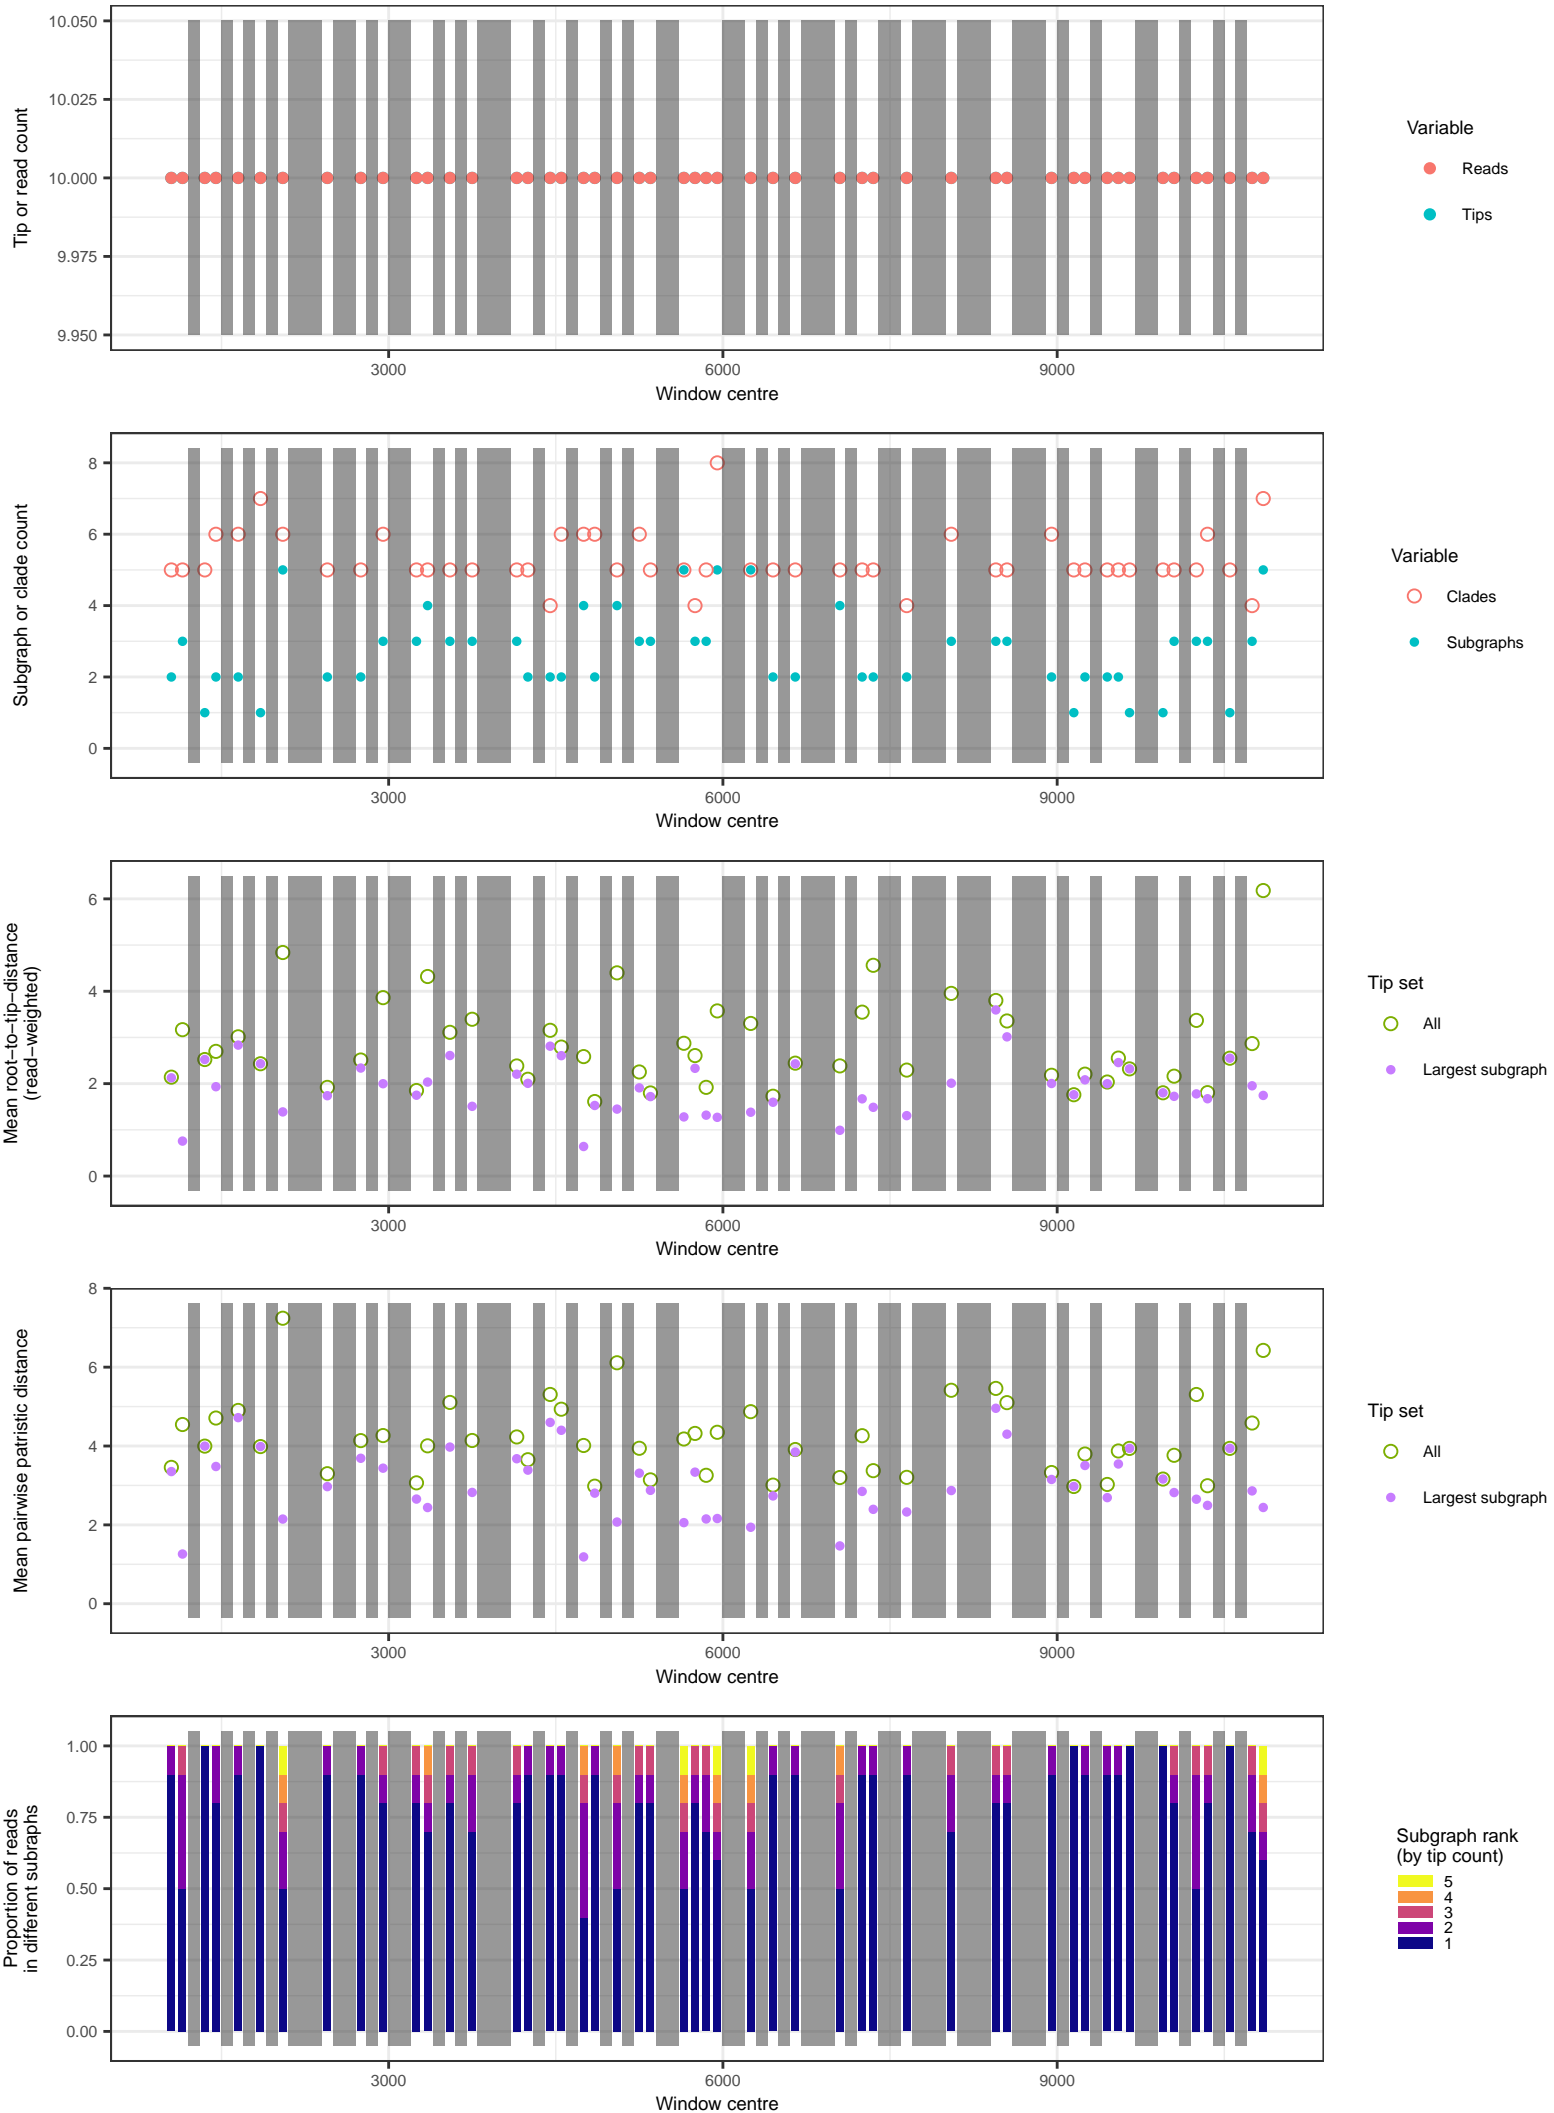 10.050
10.025
10.000
9.975
9.950
Tip or read count
3000
6000
9000
Window centre
Variable
Reads
Tips
8
6
4
2
0
Subgraph or clade count
3000
6000
9000
Window centre
Variable
Clades
Subgraphs
6
4
2
0
Mean root−to−tip−distance
(read−weighted)
3000
6000
9000
Window centre
Tip set
All
Largest subgraph
8
6
4
2
0
Mean pairwise patristic distance
3000
6000
9000
Window centre
Tip set
All
Largest subgraph
1.00
0.75
0.50
0.25
0.00
Proportion of reads
in different subraphs
3000
6000
9000
Window centre
Subgraph rank
(by tip count)
5
4
3
2
1